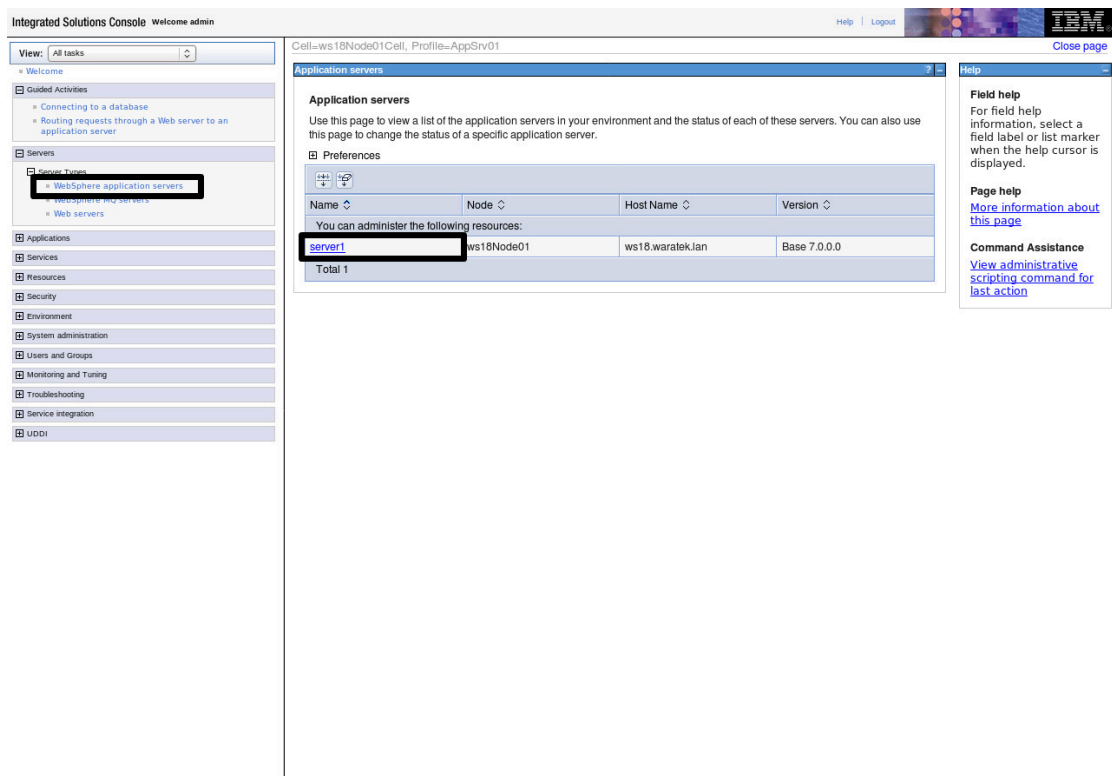 Integrated Solutions Console Welcome admin
Help | Logout
IBM.
View: All tasks
Welcome
Guided Activities
Connecting to a database
Routing requests through a Web server to an
application server
Servers
Server Types
WebSphere application servers
WebSphere MQ servers
Web servers
Applications
Services
Resources
Security
Environment
System administration
Users and Groups
Monitoring and Tuning
Troubleshooting
Service integration
UDDI
Cell=ws18Node01Cell, Profile=AppSrv01
Close page
Application servers
? –
Application servers
Use this page to view a list of the application servers in your environment and the status of each of these servers. You can also use
this page to change the status of a specific application server.
Preferences
Name Node Host Name Version
You can administer the following resources:
server1 ws18Node01 ws18.waratek.lan Base 7.0.0.0
Total 1
Help –
Field help
For field help
information, select a
field label or list marker
when the help cursor is
displayed.
Page help
More information about
this page
Command Assistance
View administrative
scripting command for
last action